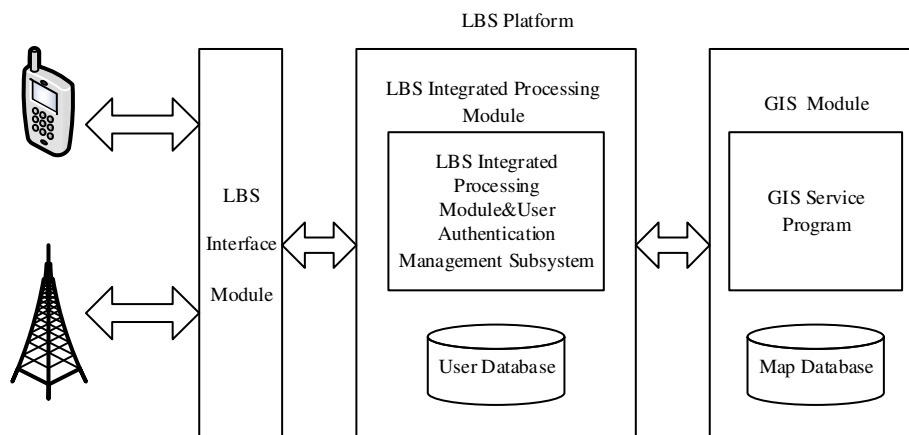 LBS Platform
LBS
Interface
Module
LBS Integrated Processing
Module
LBS Integrated
Processing
Module&User
Authentication
Management Subsystem
User Database
GIS Module
GIS Service
Program
Map Database